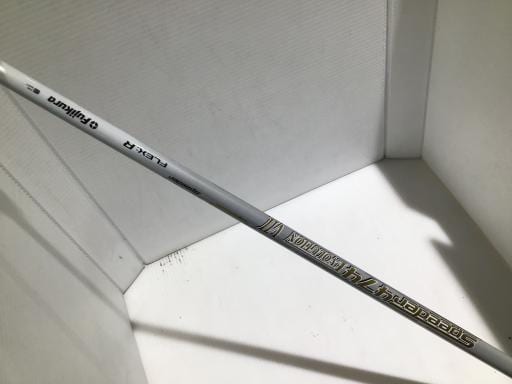 Speeder 474 EVOLUTION VII
FLEX:R
Fujikura